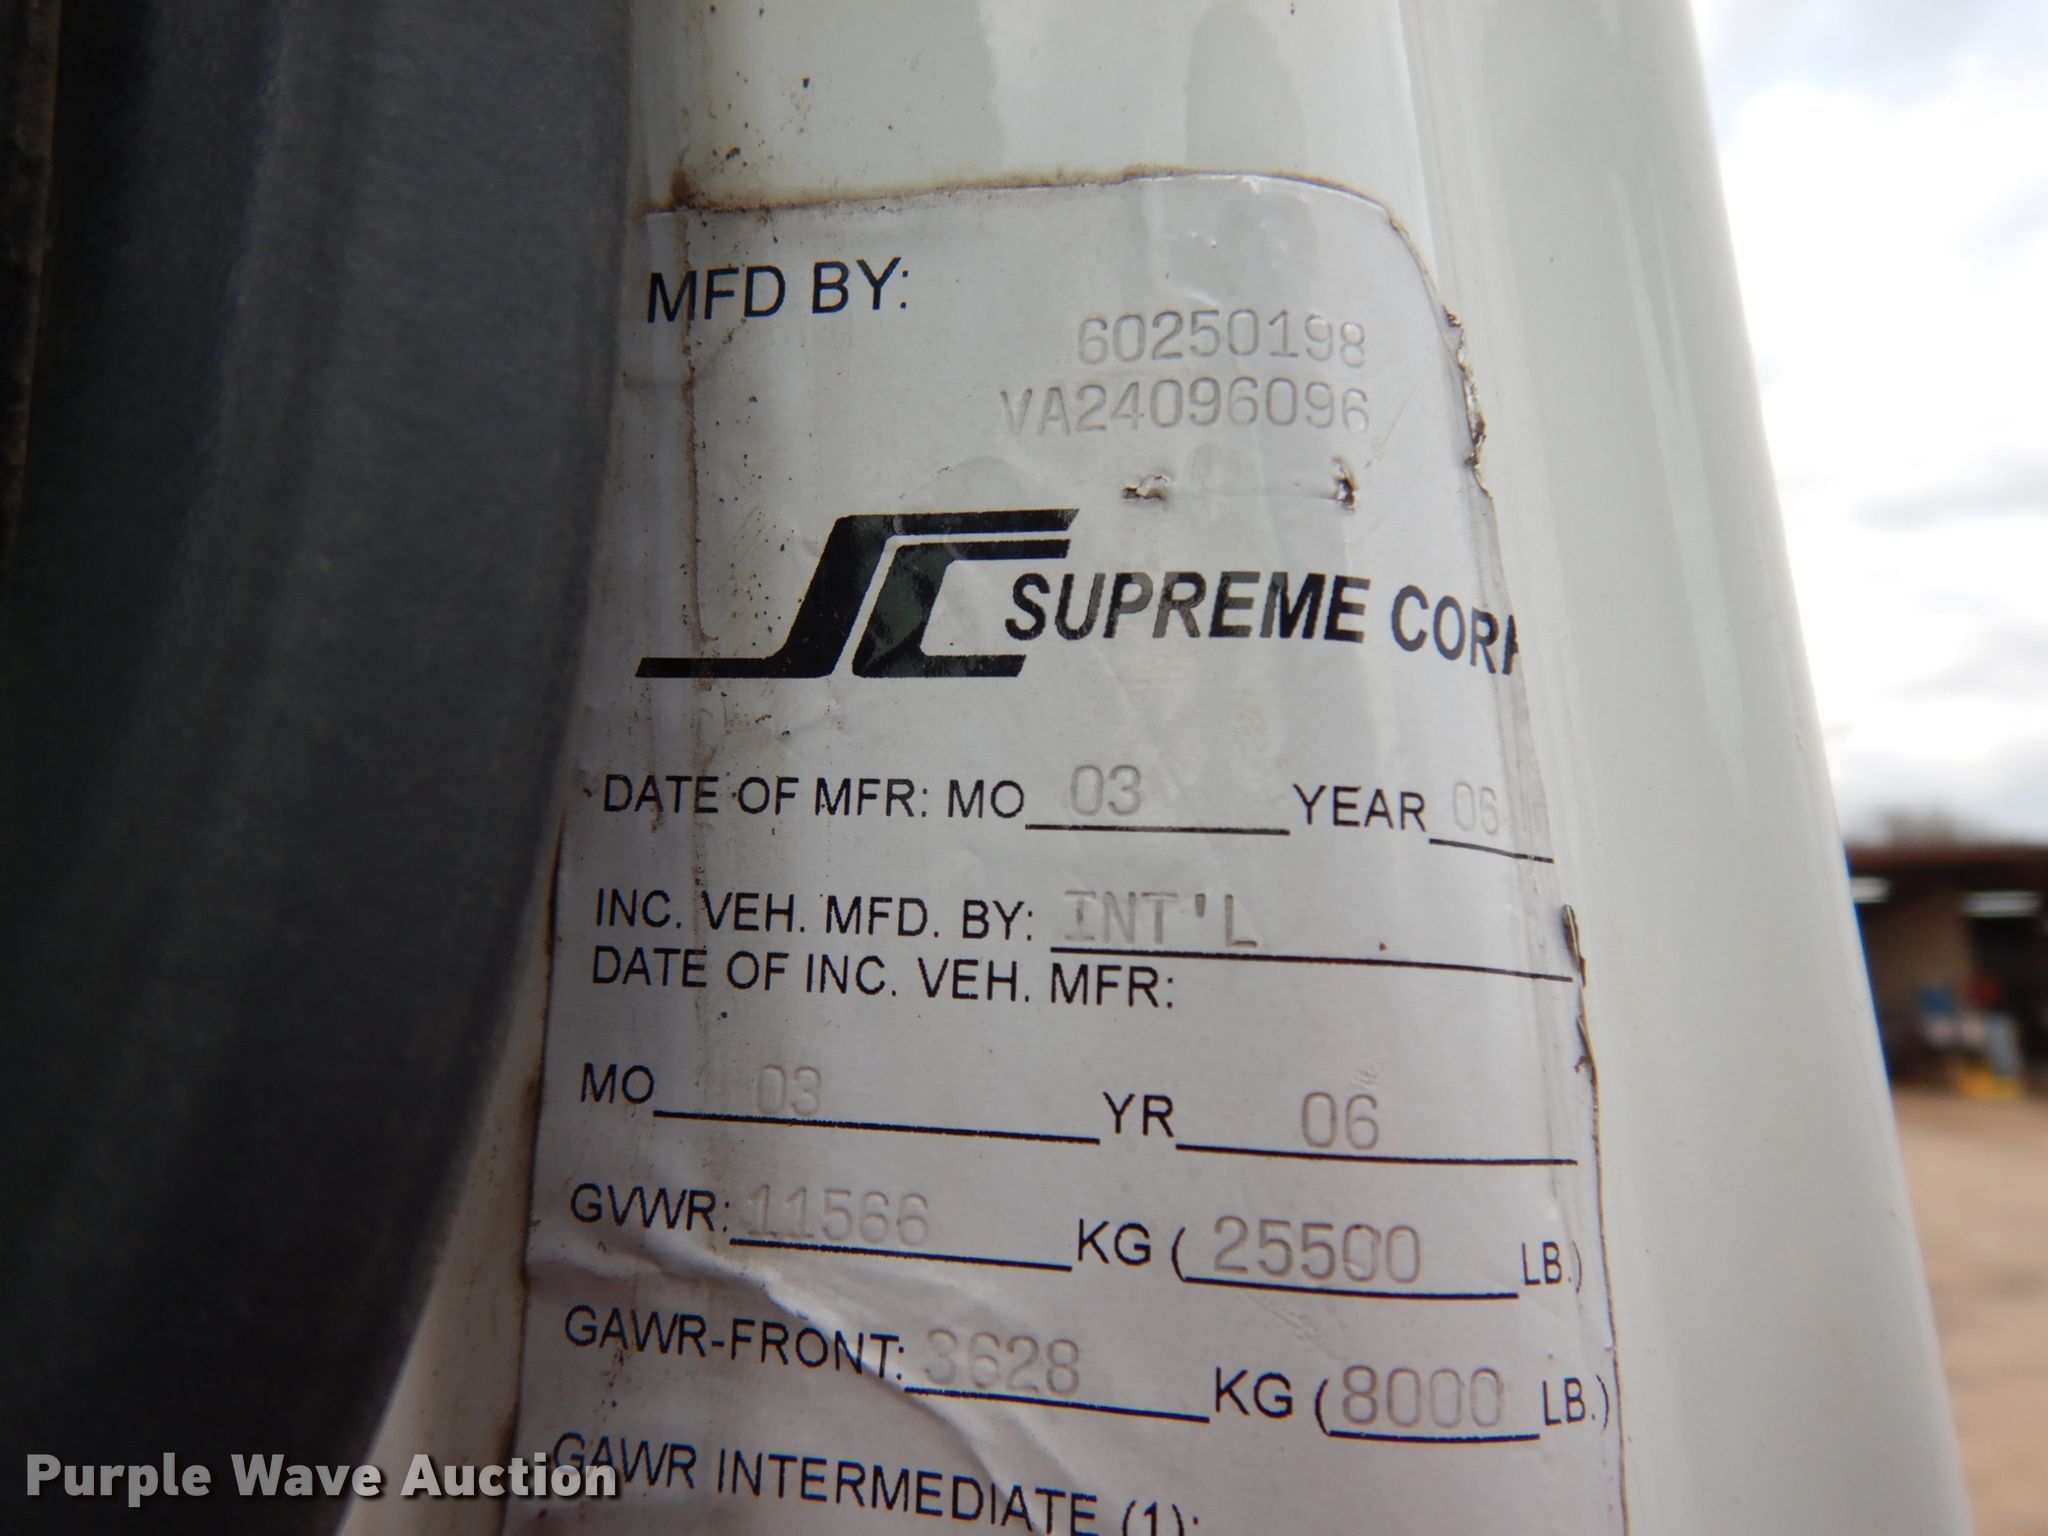 MFD BY:
60250198
VA24096096
SC SUPREME CORP
DATE OF MFR: MO 03 YEAR 06
INC. VEH. MFD. BY: INT'L
DATE OF INC. VEH. MFR:
MO 03 YR 06
GVWR: 11566 KG ( 25500 LB.)
GAWR-FRONT: 3628 KG ( 8000 LB.)
GAWR INTERMEDIATE (1):
Purple Wave Auction